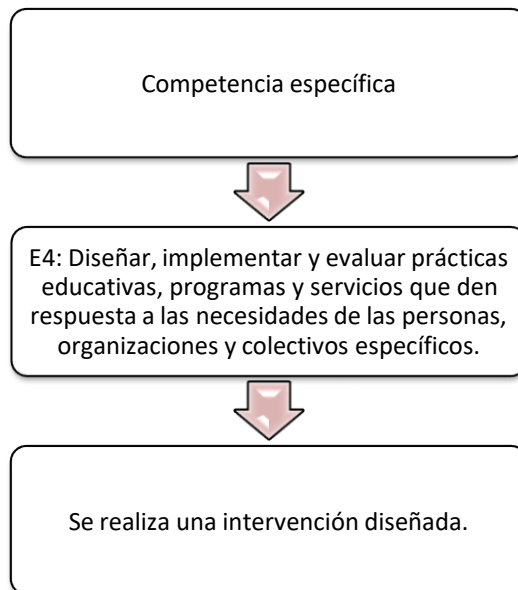 Competencia específica
E4: Diseñar, implementar y evaluar prácticas
educativas, programas y servicios que den
respuesta a las necesidades de las personas,
organizaciones y colectivos específicos.
Se realiza una intervención diseñada.